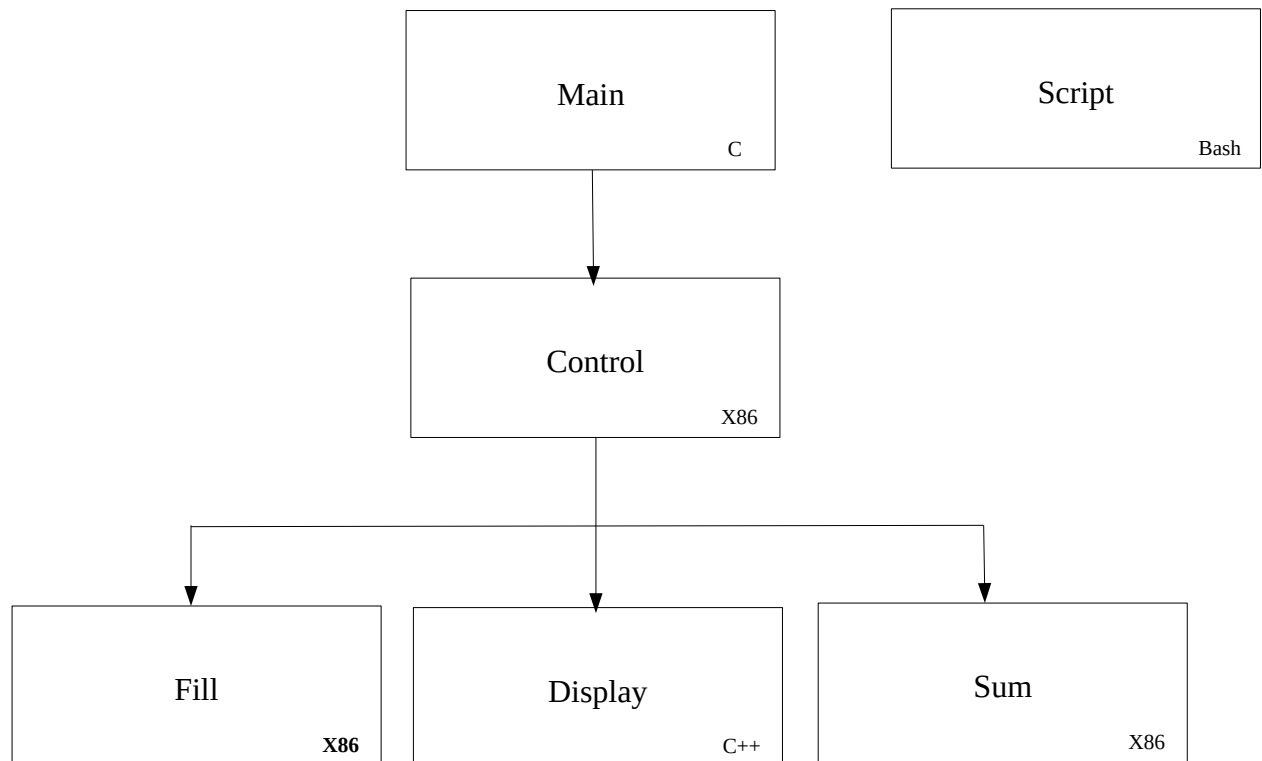 Main
C
Script
Bash
Control
X86
Fill
X86
Display
C++
Sum
X86